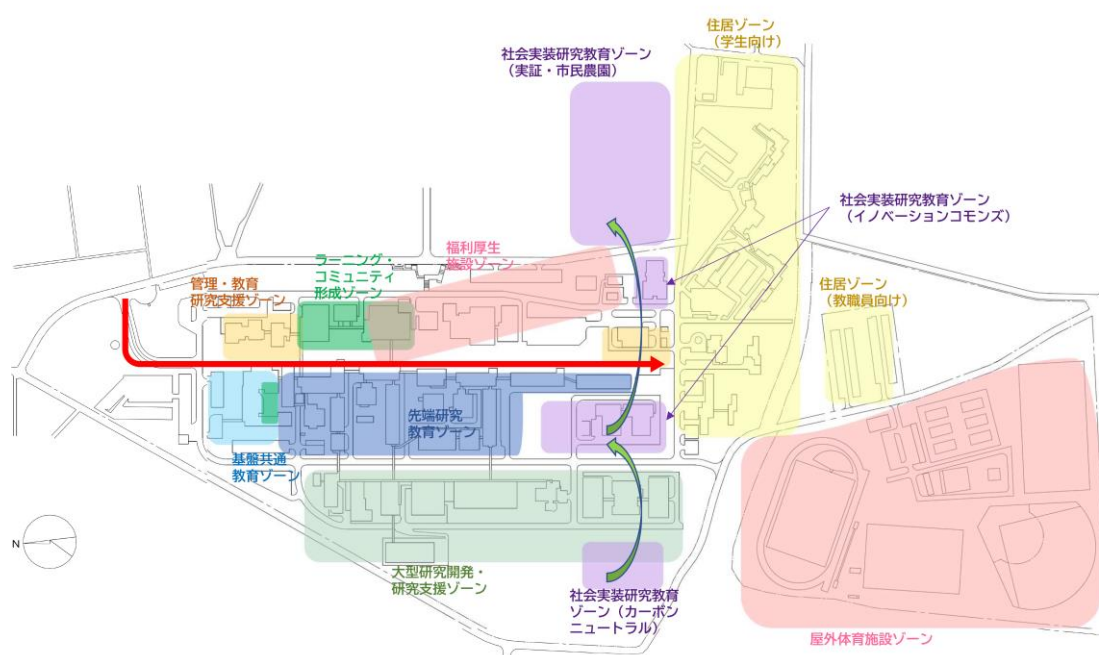 住居ゾーン
（学生向け）
社会実装研究教育ゾーン
（実証・市民農園）
社会実装研究教育ゾーン
（イノベーションコモンズ）
福利厚生
施設ゾーン
ラーニング・
コミュニティ
形成ゾーン
管理・教育
研究支援ゾーン
住居ゾーン
（教職員向け）
先端研究
教育ゾーン
基盤共通
教育ゾーン
N
大型研究開発・
研究支援ゾーン
社会実装研究教育
ゾーン（カーボン
ニュートラル）
屋外体育施設ゾーン